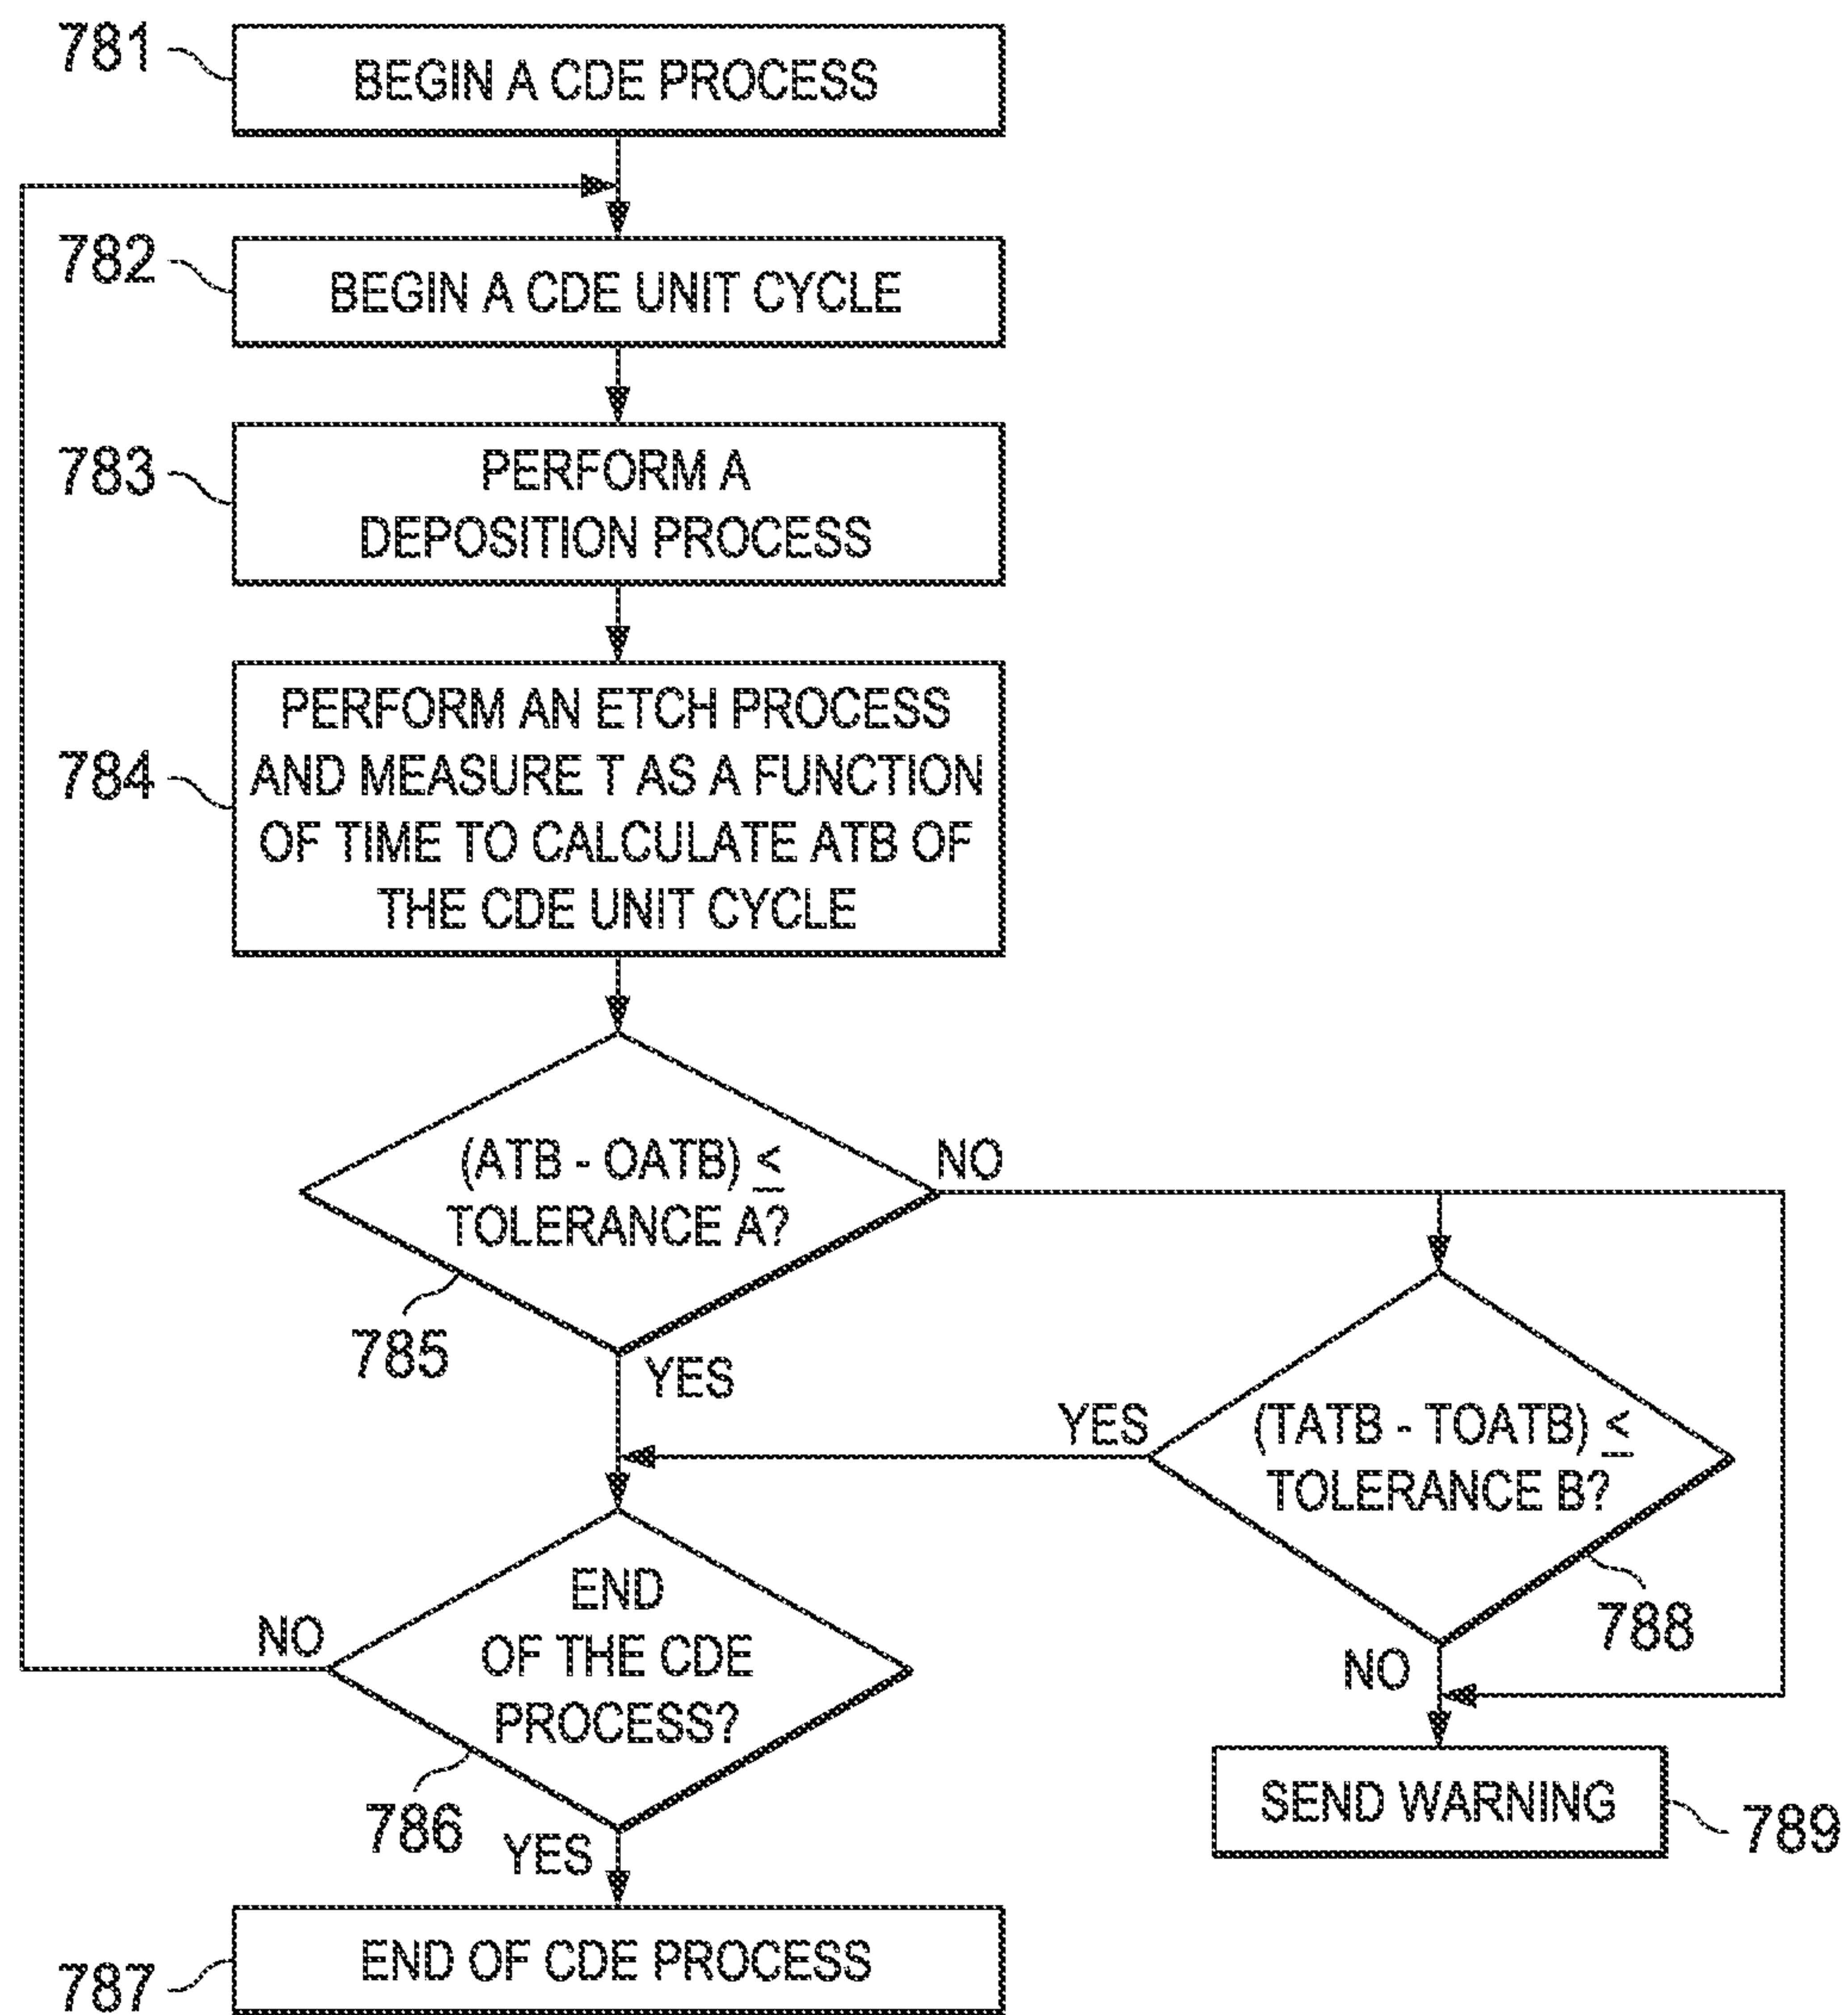 781
BEGIN A CDE PROCESS
782
BEGIN A CDE UNIT CYCLE
783
PERFORM A
DEPOSITION PROCESS
784
PERFORM AN ETCH PROCESS
AND MEASURE T AS A FUNCTION
OF TIME TO CALCULATE ATB OF
THE CDE UNIT CYCLE
(ATB - OATB) ≤
TOLERANCE A?
NO
785
YES
YES
(TATB - TOATB) ≤
TOLERANCE B?
788
NO
NO
END
OF THE CDE
PROCESS?
786
YES
SEND WARNING
789
787
END OF CDE PROCESS